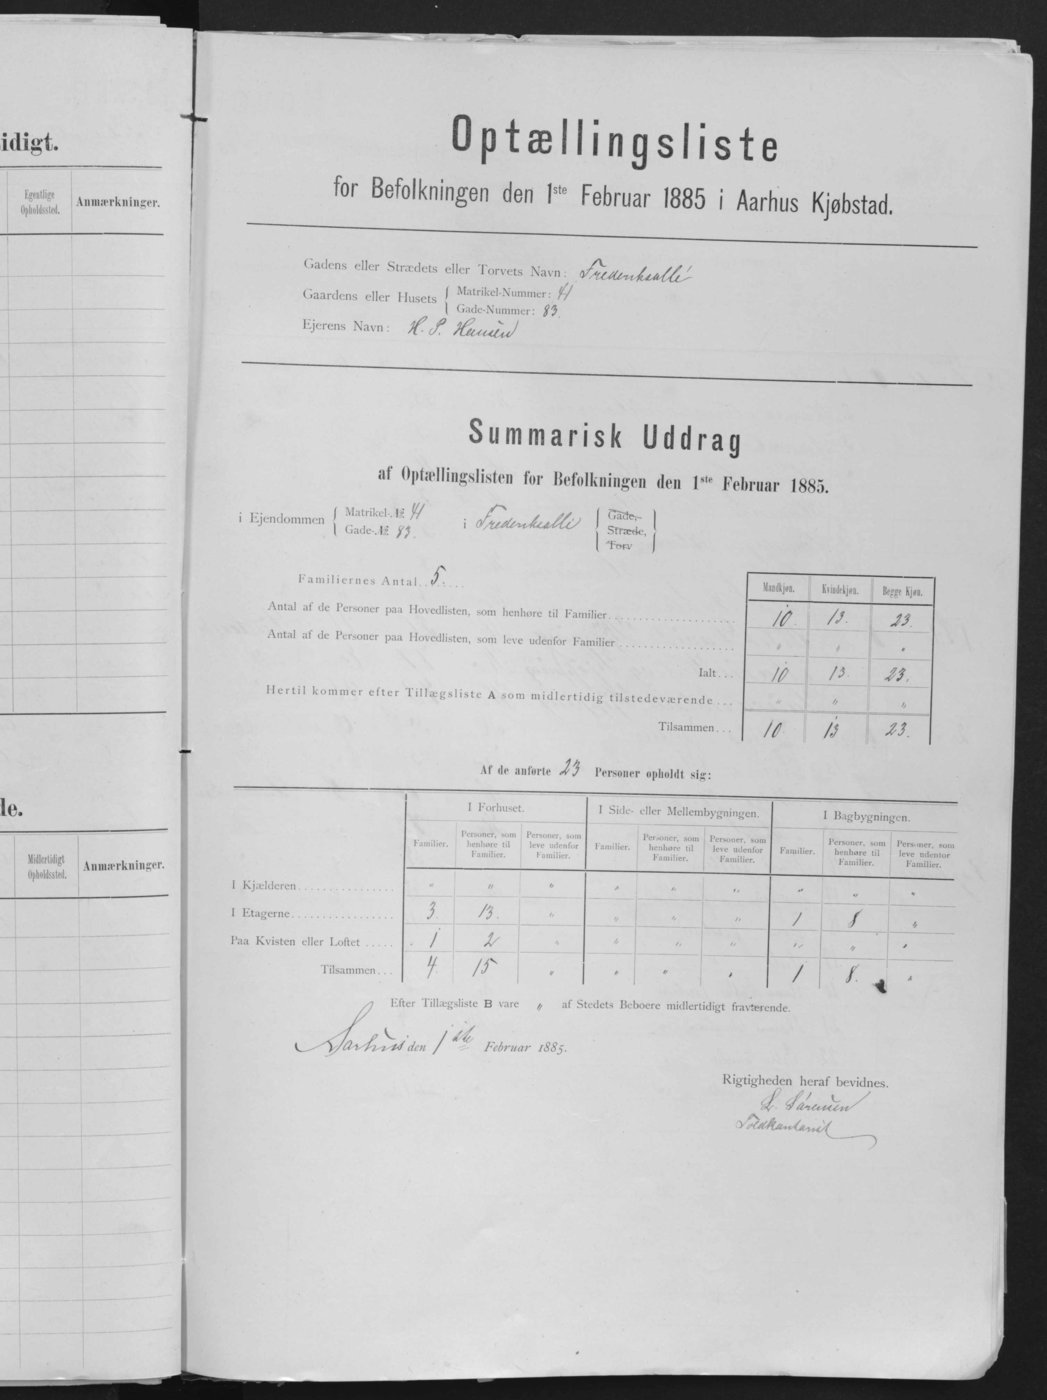 idigt.
Egentlige Opholdssted.
Anmærkninger.
de.
Midlertidigt Opholdssted.
Anmærkninger.
Optællingsliste
for Befolkningen den 1ste Februar 1885 i Aarhus Kjøbstad.
Gadens eller Strædets eller Torvets Navn: Frederiksallé
Gaardens eller Husets { Matrikel-Nummer: 41
Gade-Nummer: 83.
Ejerens Navn: H. P. Hansen
Summarisk Uddrag
af Optællingslisten for Befolkningen den 1ste Februar 1885.
i Ejendommen { Matrikel-№ 41
Gade-№ 83. i Frederiksalle { Gade,
Stræde,
Torv }
Familiernes Antal 5.
Mandkjøn. Kvindekjøn. Begge Kjøn.
Antal af de Personer paa Hovedlisten, som henhøre til Familier 10 13. 23.
Antal af de Personer paa Hovedlisten, som leve udenfor Familier " " "
Ialt 10 13. 23.
Hertil kommer efter Tillægsliste A som midlertidig tilstedeværende " " "
Tilsammen 10 13 23.
Af de anførte 23 Personer opholdt sig:
I Forhuset. I Side- eller Mellembygningen. I Bagbygningen.
Familier. Personer, som henhøre til Familier. Personer, som leve udenfor Familier. Familier. Personer, som henhøre til Familier. Personer, som leve udenfor Familier. Familier. Personer, som henhøre til Familier. Personer, som leve udenfor Familier.
I Kjælderen " " " " " " " " "
I Etagerne 3 13. " " " " 1 8 "
Paa Kvisten eller Loftet 1 2 " " " " " " "
Tilsammen 4 15 " " " " 1 8. "
Efter Tillægsliste B vare " af Stedets Beboere midlertidigt fraværende.
Aarhus den 1ste Februar 1885.
Rigtigheden heraf bevidnes.
L. Sørensen
Toldassistent